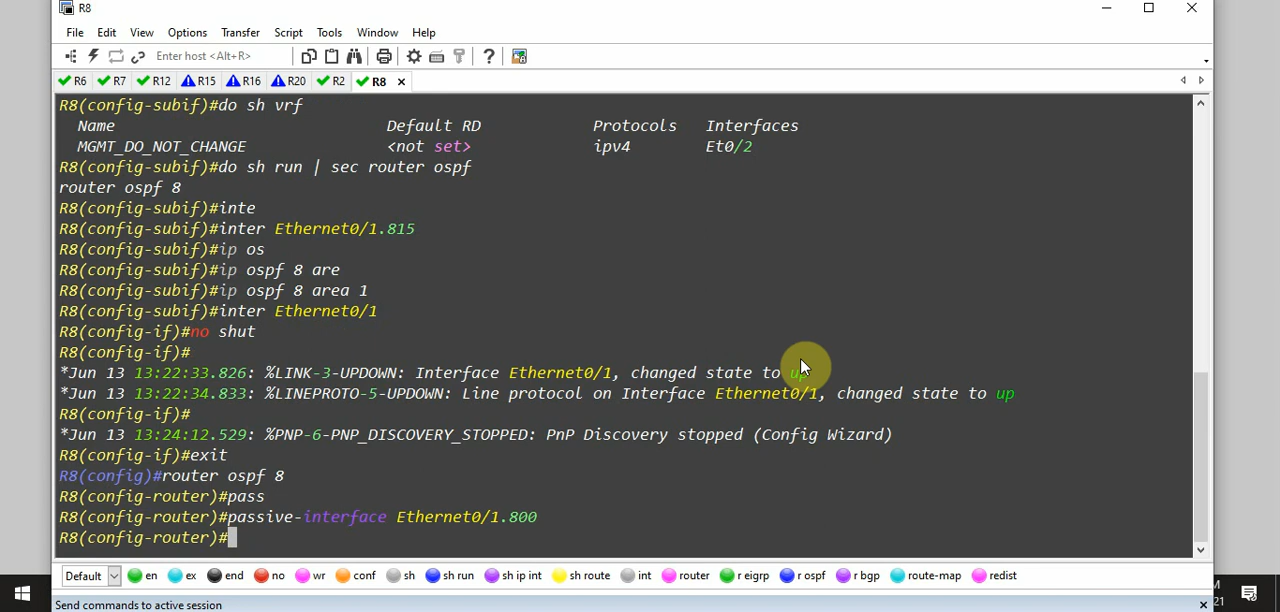 R8
File Edit View Options Transfer Script Tools Window Help
Enter host <Alt+R>
R6 R7 R12 R15 R16 R20 R2 R8
R8(config-subif)#do sh vrf
Name Default RD Protocols Interfaces
MGMT_DO_NOT_CHANGE <not set> ipv4 Et0/2
R8(config-subif)#do sh run | sec router ospf
router ospf 8
R8(config-subif)#inte
R8(config-subif)#inter Ethernet0/1.815
R8(config-subif)#ip os
R8(config-subif)#ip ospf 8 are
R8(config-subif)#ip ospf 8 area 1
R8(config-subif)#inter Ethernet0/1
R8(config-if)#no shut
R8(config-if)#
*Jun 13 13:22:33.826: %LINK-3-UPDOWN: Interface Ethernet0/1, changed state to up
*Jun 13 13:22:34.833: %LINEPROTO-5-UPDOWN: Line protocol on Interface Ethernet0/1, changed state to up
R8(config-if)#
*Jun 13 13:24:12.529: %PNP-6-PNP_DISCOVERY_STOPPED: PnP Discovery stopped (Config Wizard)
R8(config-if)#exit
R8(config)#router ospf 8
R8(config-router)#pass
R8(config-router)#passive-interface Ethernet0/1.800
R8(config-router)#
Default en ex end no wr conf sh sh run sh ip int sh route int router r eigrp r ospf r bgp route-map redist
Send commands to active session